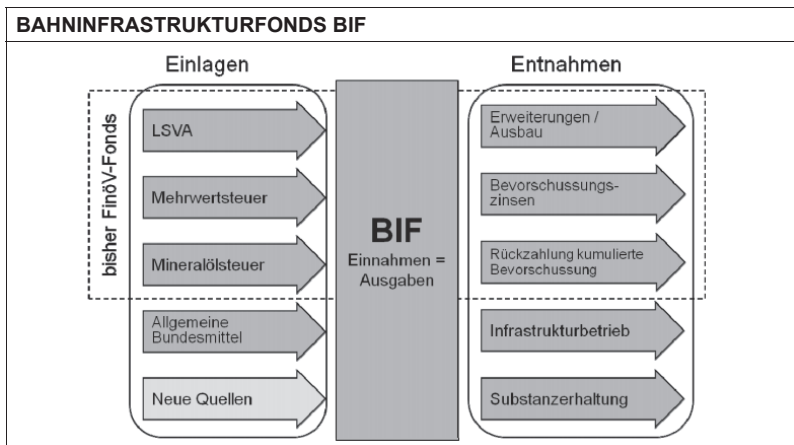 BAHNINFRASTRUKTURFONDS BIF
Einlagen
Entnahmen
bisher FinöV-Fonds
LSVA
Mehrwertsteuer
Mineralölsteuer
Allgemeine
Bundesmittel
Neue Quellen
BIF
Einnahmen =
Ausgaben
Erweiterungen /
Ausbau
Bevorschussungs-
zinsen
Rückzahlung kumulierte
Bevorschussung
Infrastrukturbetrieb
Substanzerhaltung